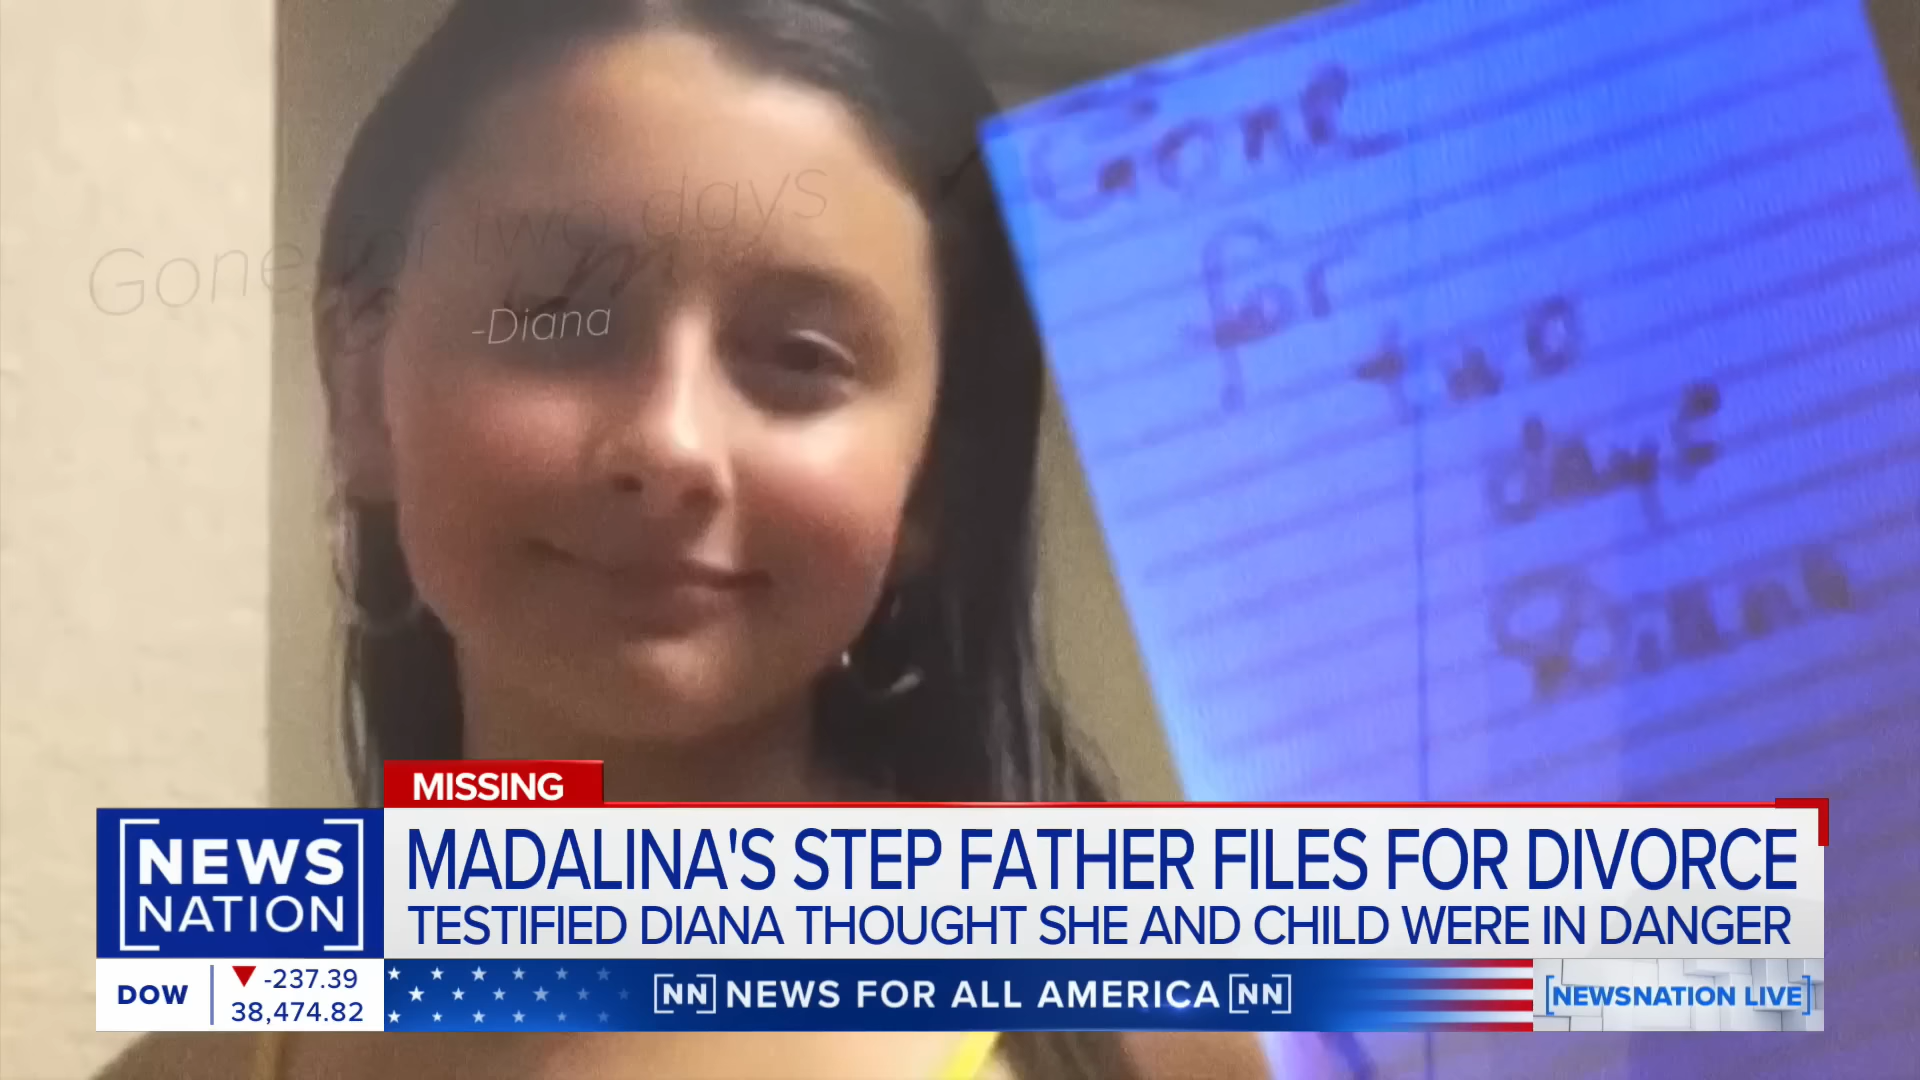 Gone
for
two
days
Diana
Gone for two days
-Diana
MISSING
MADALINA'S STEP FATHER FILES FOR DIVORCE
TESTIFIED DIANA THOUGHT SHE AND CHILD WERE IN DANGER
NEWS
NATION
DOW
-237.39
38,474.82
NN NEWS FOR ALL AMERICA NN
NEWSNATION LIVE